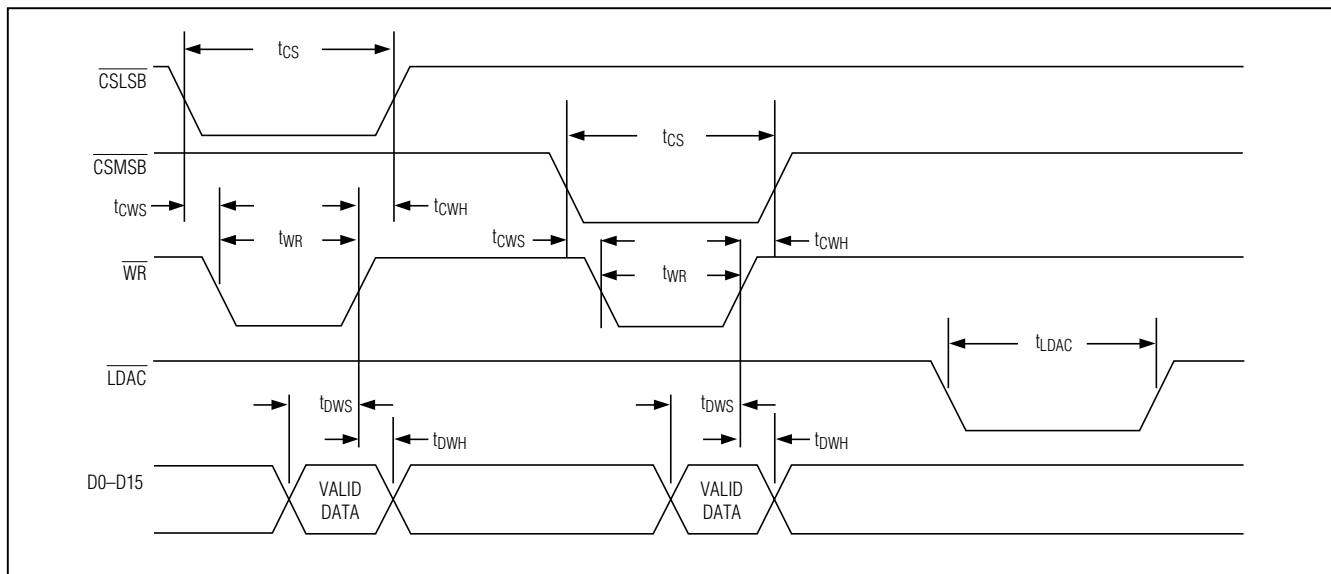 tCS
CSLSB
tCS
CSMSB
tCWS
tCWH
tWR
tCWS
tCWH
WR
tWR
tLDAC
LDAC
tDWS
tDWS
tDWH
tDWH
D0–D15
VALID
DATA
VALID
DATA